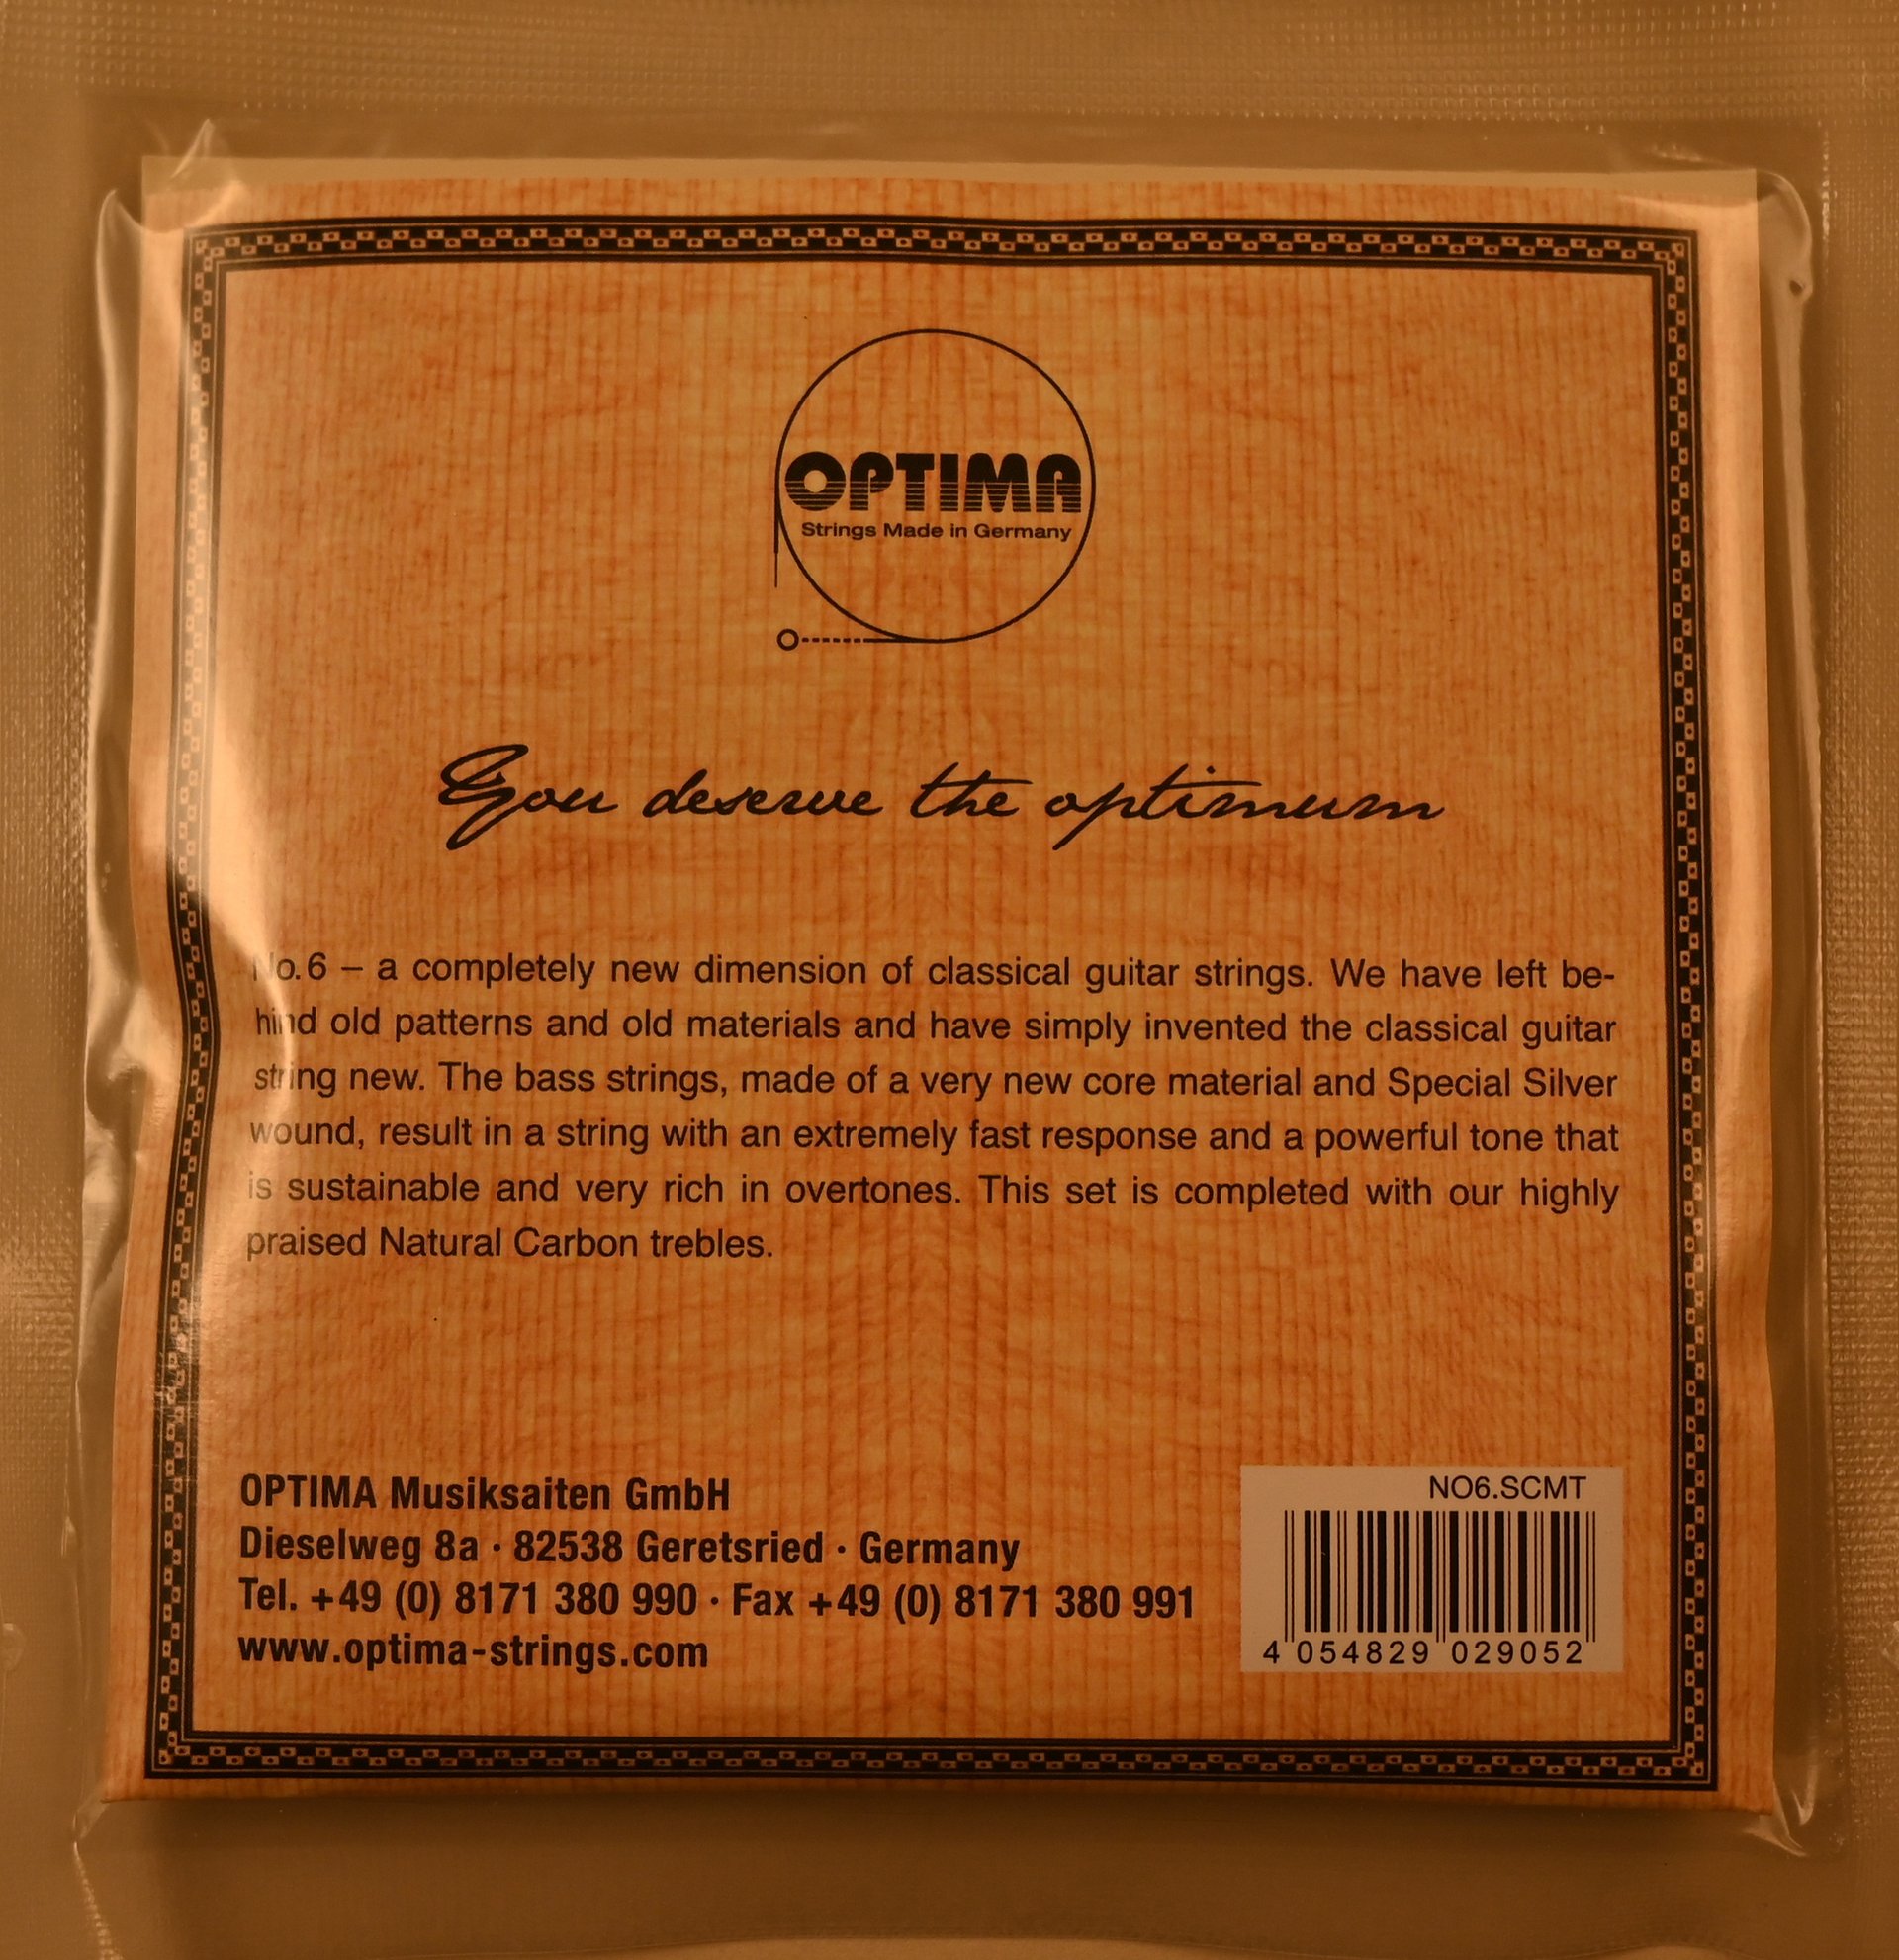 OPTIMA
Strings Made in Germany
You deserve the optimum
No.6 – a completely new dimension of classical guitar strings. We have left be-
hind old patterns and old materials and have simply invented the classical guitar
string new. The bass strings, made of a very new core material and Special Silver
wound, result in a string with an extremely fast response and a powerful tone that
is sustainable and very rich in overtones. This set is completed with our highly
praised Natural Carbon trebles.
OPTIMA Musiksaiten GmbH
Dieselweg 8a · 82538 Geretsried · Germany
Tel. +49 (0) 8171 380 990 · Fax +49 (0) 8171 380 991
www.optima-strings.com
NO6.SCMT
4 054829 029052